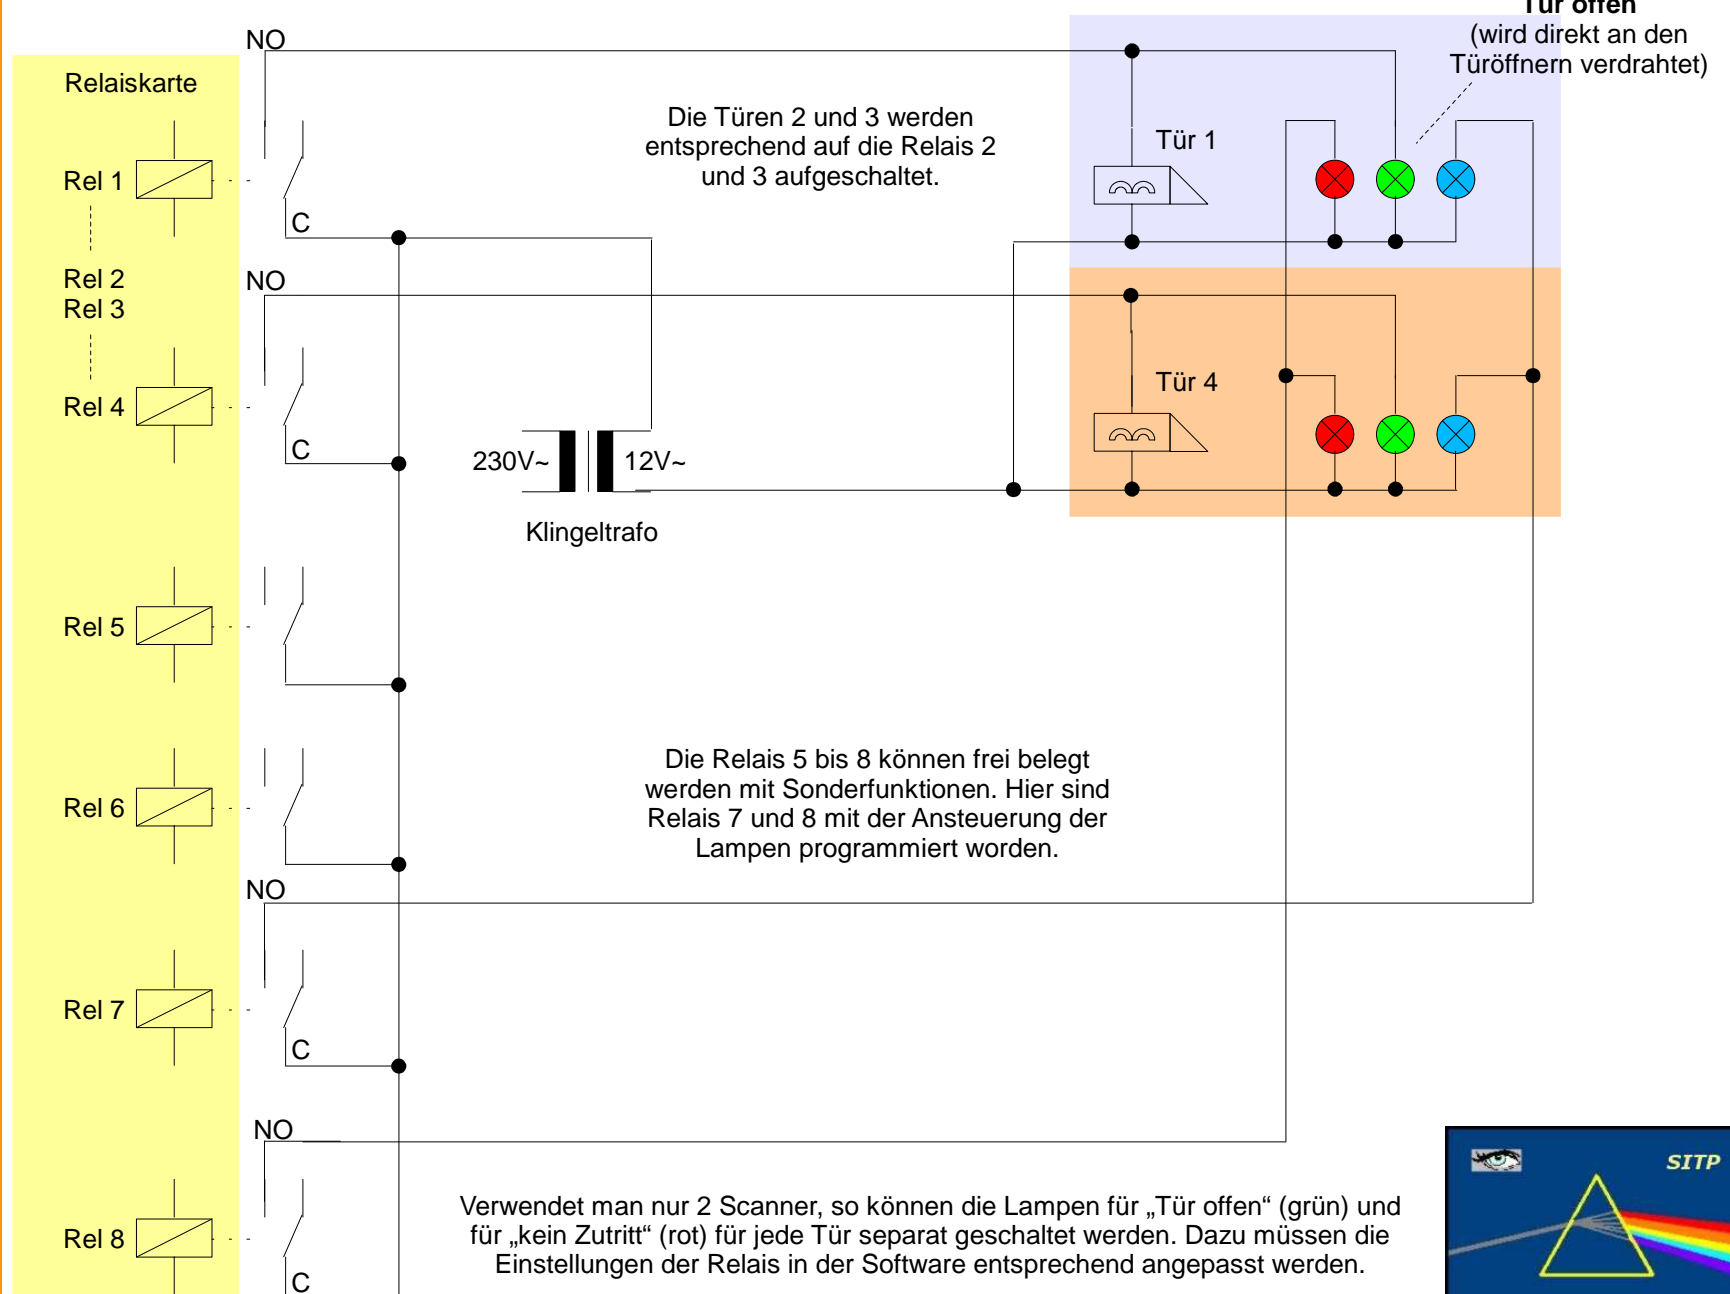 Tür offen
(wird direkt an den
Türöffnern verdrahtet)
NO
Relaiskarte
Die Türen 2 und 3 werden
entsprechend auf die Relais 2
und 3 aufgeschaltet.
Tür 1
Rel 1
C
Rel 2
Rel 3
NO
Tür 4
Rel 4
C
230V~
12V~
Klingeltrafo
Rel 5
Die Relais 5 bis 8 können frei belegt
werden mit Sonderfunktionen. Hier sind
Relais 7 und 8 mit der Ansteuerung der
Lampen programmiert worden.
Rel 6
NO
Rel 7
C
NO
SITP
Verwendet man nur 2 Scanner, so können die Lampen für „Tür offen“ (grün) und
für „kein Zutritt“ (rot) für jede Tür separat geschaltet werden. Dazu müssen die
Einstellungen der Relais in der Software entsprechend angepasst werden.
Rel 8
C